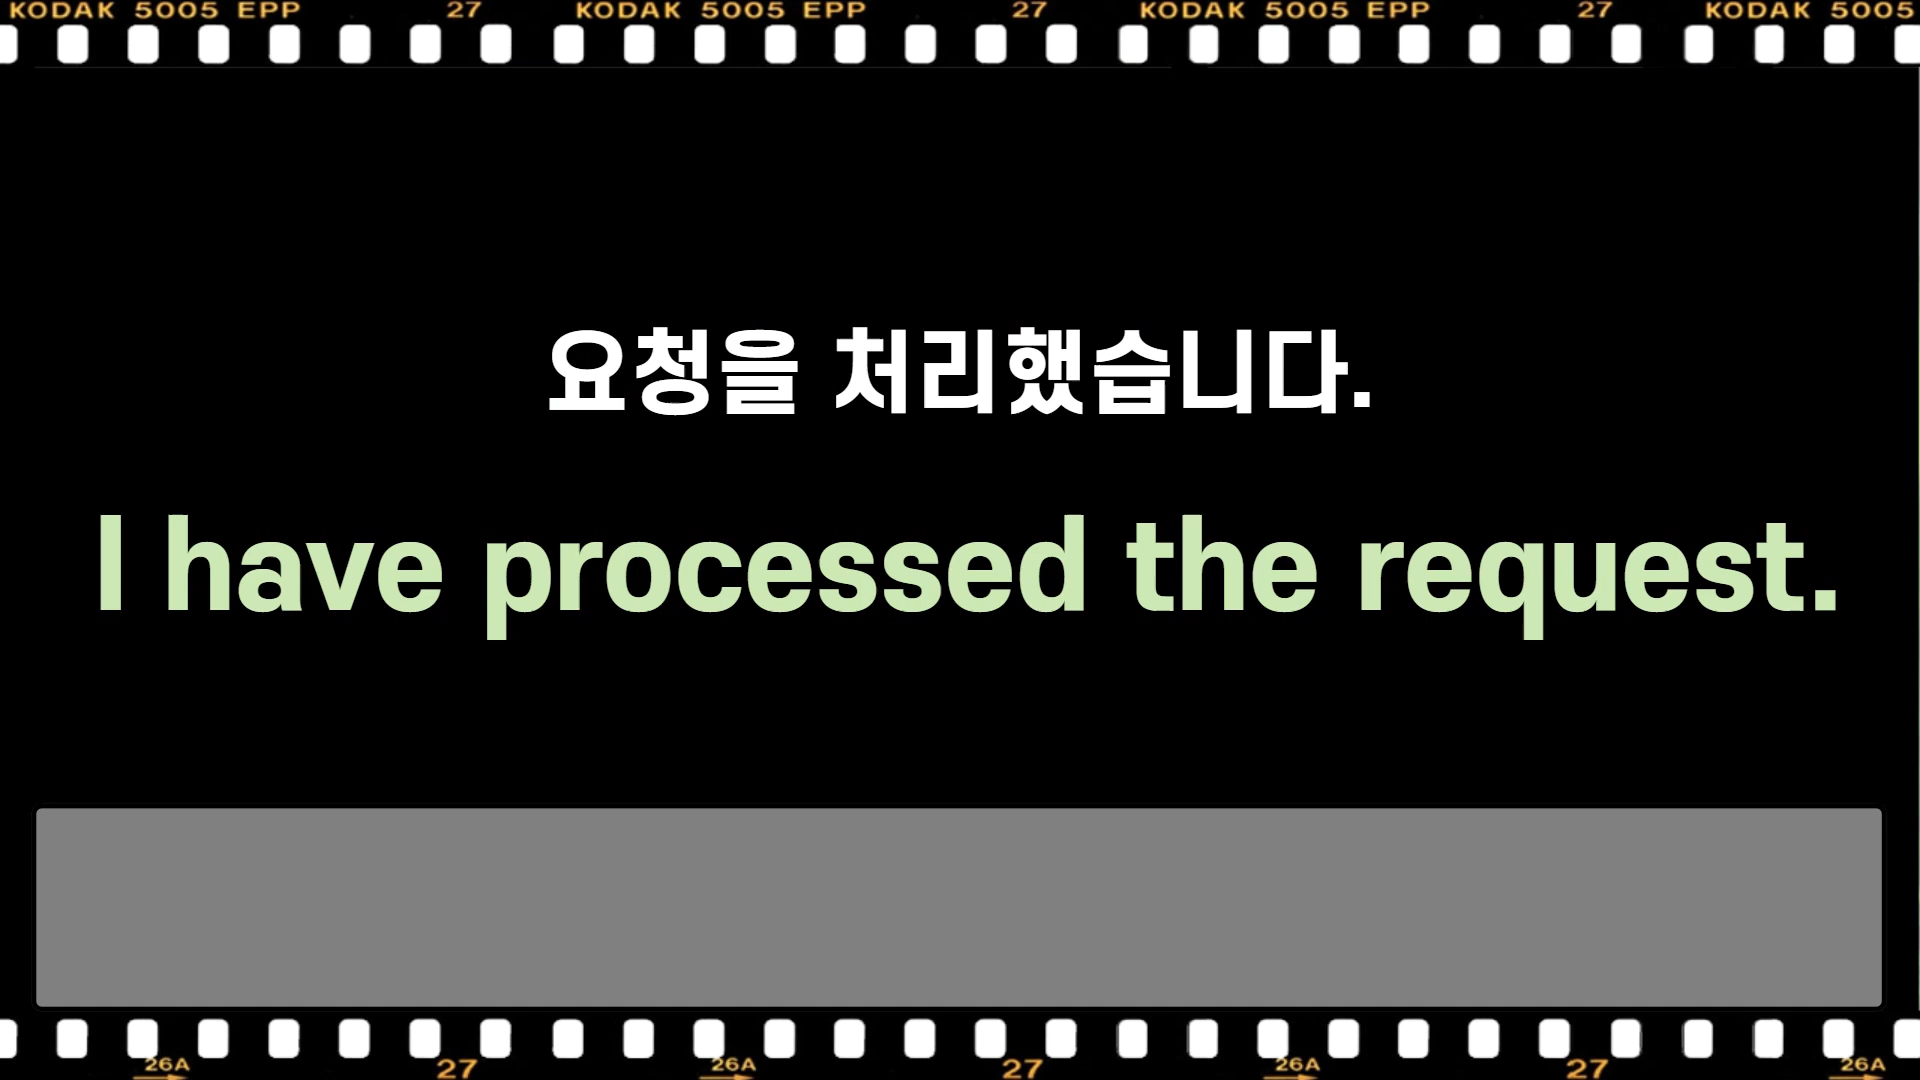 KODAK 5005 EPP 27 KODAK 5005 EPP 27 KODAK 5005 EPP 27 KODAK 5005
요청을 처리했습니다.
I have processed the request.
26A 27 26A 27 26A 27 26A